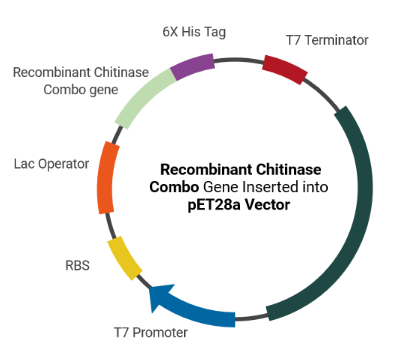 6X His Tag
T7 Terminator
Recombinant Chitinase
Combo gene
Lac Operator
Recombinant Chitinase
Combo Gene Inserted into
pET28a Vector
RBS
T7 Promoter